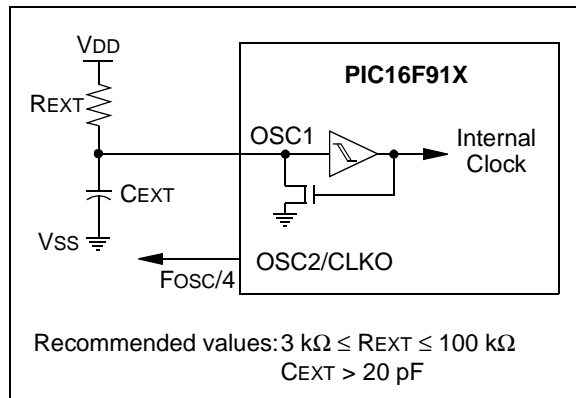 VDD
PIC16F91X
REXT
OSC1
Internal
Clock
CEXT
VSS
OSC2/CLKO
FOSC/4
Recommended values: 3 kΩ ≤ REXT ≤ 100 kΩ
CEXT > 20 pF